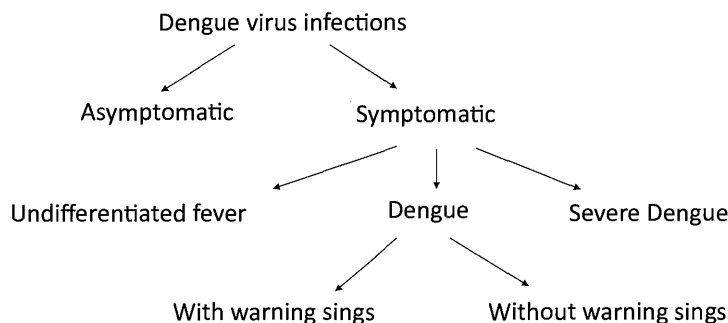 Dengue virus infections
Asymptomatic
Symptomatic
Undifferentiated fever
Dengue
Severe Dengue
With warning sings
Without warning sings